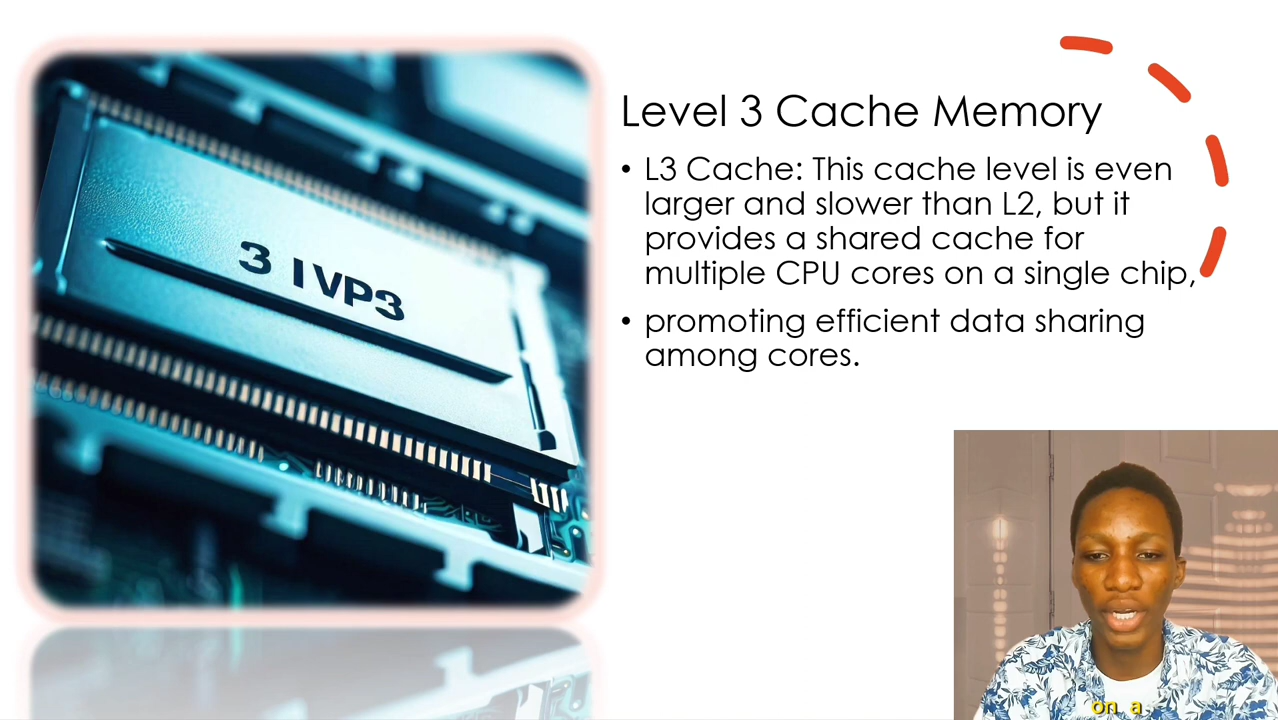 3 IVP3
Level 3 Cache Memory
• L3 Cache: This cache level is even
larger and slower than L2, but it
provides a shared cache for
multiple CPU cores on a single chip,
• promoting efficient data sharing
among cores.
on a